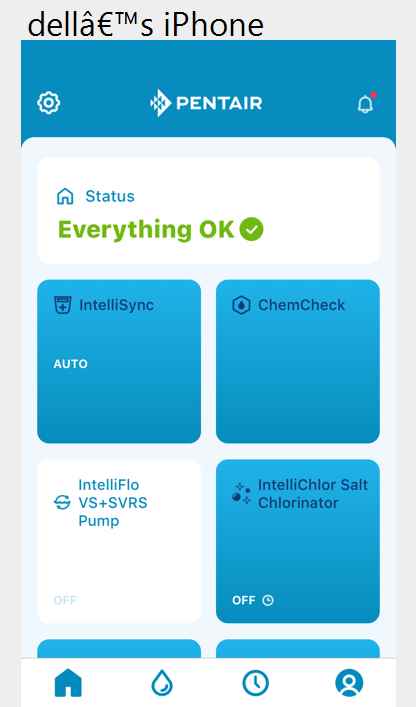 dellâ€™s iPhone
PENTAIR
Status
Everything OK
IntelliSync
AUTO
ChemCheck
IntelliFlo
VS+SVRS
Pump
OFF
IntelliChlor Salt
Chlorinator
OFF